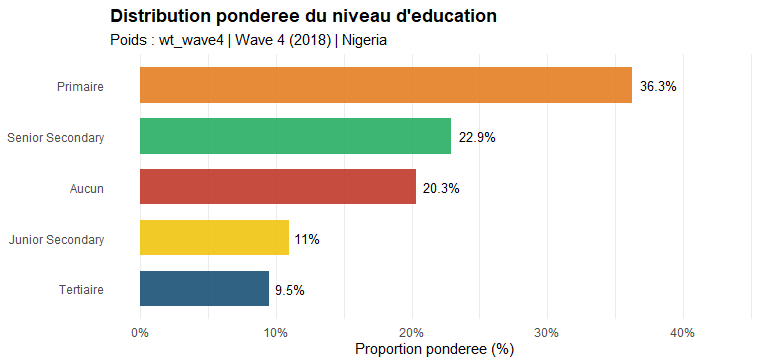 Distribution ponderee du niveau d'education
Poids : wt_wave4 | Wave 4 (2018) | Nigeria
Primaire 36.3%
Senior Secondary 22.9%
Aucun 20.3%
Junior Secondary 11%
Tertiaire 9.5%
0% 10% 20% 30% 40%
Proportion ponderee (%)